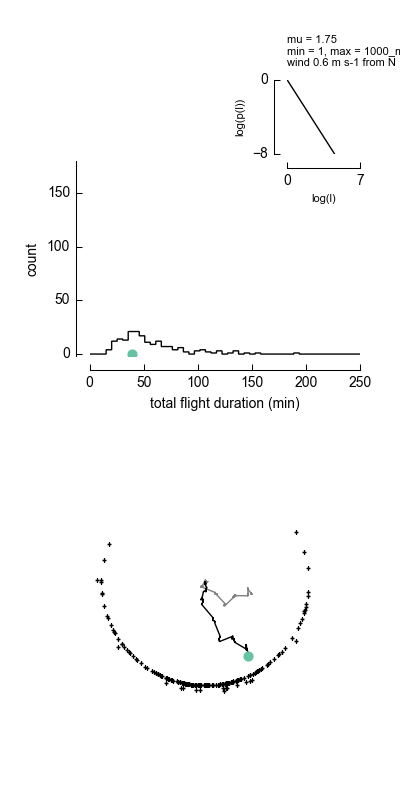 mu = 1.75
min = 1, max = 1000_m
wind 0.6 m s-1 from N
0
log(p(l))
−8
0 7
log(l)
150
100
count
50
0
0 50 100 150 200 250
total flight duration (min)